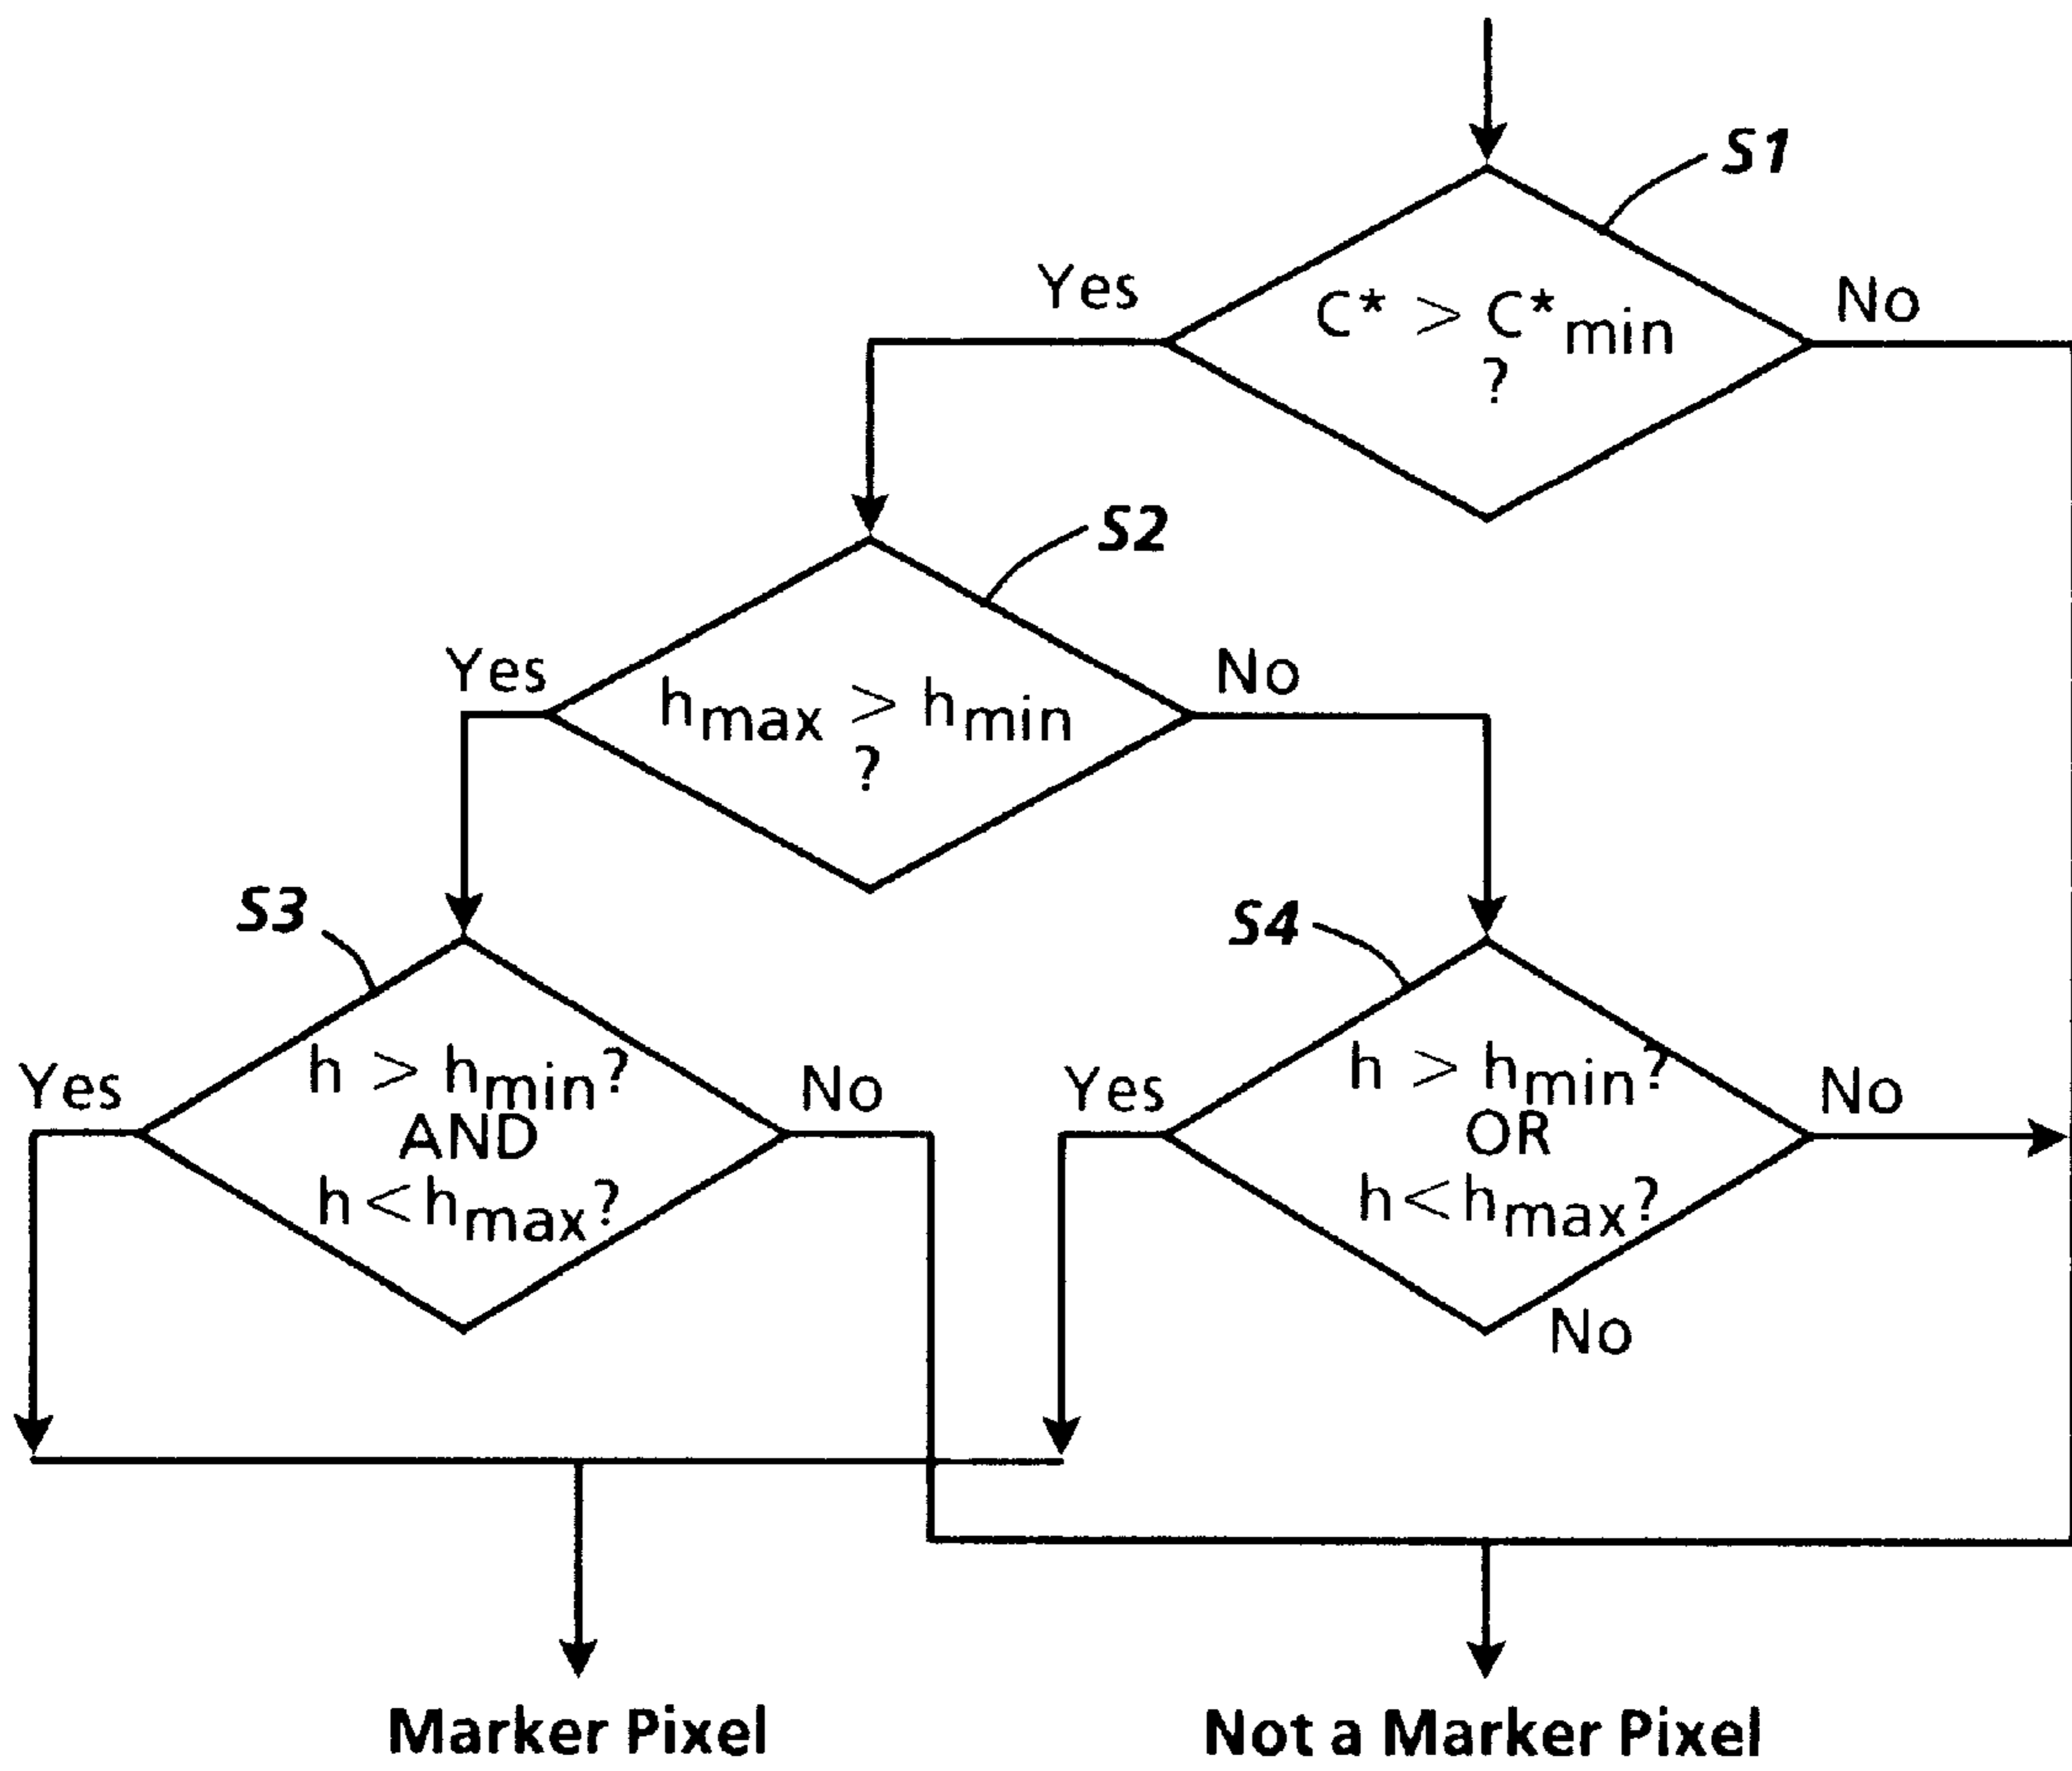 S1
Yes
No
C* > C*min
?
S2
Yes
No
hmax > hmin
?
S3
S4
Yes
h > hmin?
AND
h<hmax?
No
Yes
h > hmin?
OR
h<hmax?
No
No
Marker Pixel
Not a Marker Pixel